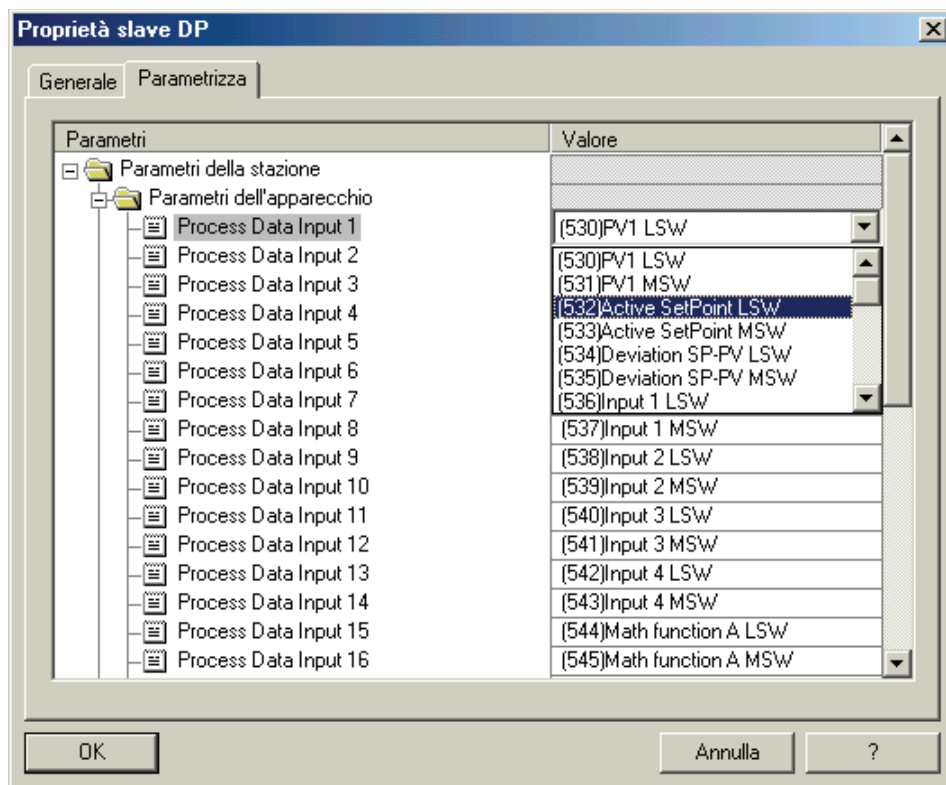 Proprietà slave DP
Generale Parametrizza
Parametri Valore
Parametri della stazione
Parametri dell'apparecchio
Process Data Input 1 (530)PV1 LSW
Process Data Input 2 (530)PV1 LSW
Process Data Input 3 (531)PV1 MSW
Process Data Input 4 (532)Active SetPoint LSW
Process Data Input 5 (533)Active SetPoint MSW
Process Data Input 6 (534)Deviation SP-PV LSW
Process Data Input 7 (535)Deviation SP-PV MSW
(536)Input 1 LSW
Process Data Input 8 (537)Input 1 MSW
Process Data Input 9 (538)Input 2 LSW
Process Data Input 10 (539)Input 2 MSW
Process Data Input 11 (540)Input 3 LSW
Process Data Input 12 (541)Input 3 MSW
Process Data Input 13 (542)Input 4 LSW
Process Data Input 14 (543)Input 4 MSW
Process Data Input 15 (544)Math function A LSW
Process Data Input 16 (545)Math function A MSW
OK Annulla ?